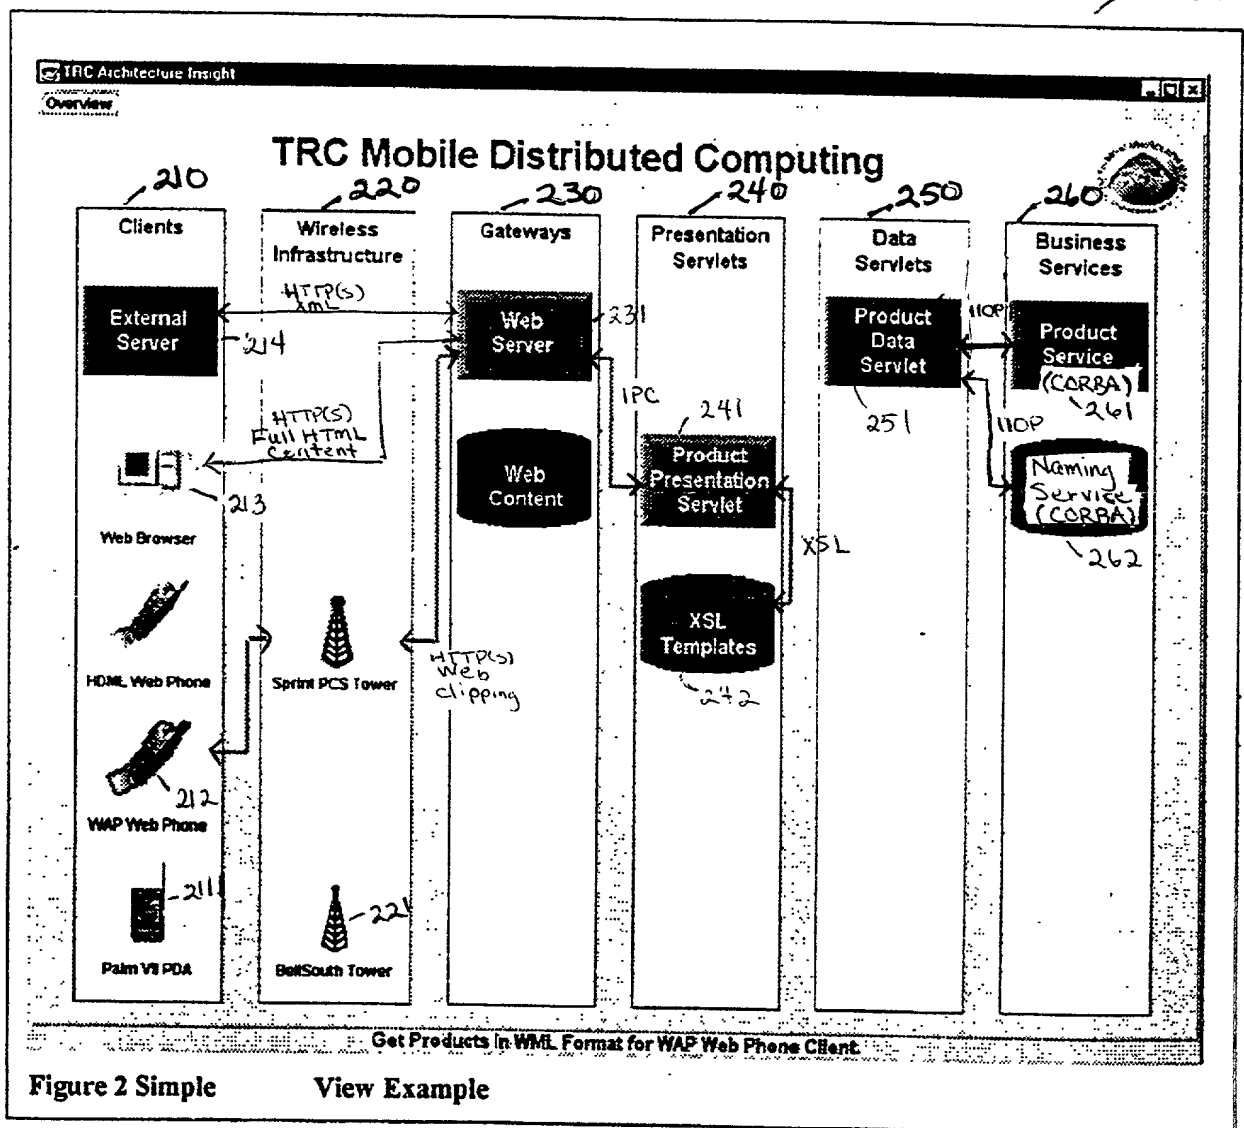 TRC Architecture Insight
Overview
TRC Mobile Distributed Computing
210
220
230
240
250
260
Clients
Wireless
Infrastructure
Gateways
Presentation
Servlets
Data
Servlets
Business
Services
External
Server
214
HTTP(S)
XML
Web
Server
231
Product
Data
Servlet
251
IIOP
Product
Service
(CORBA)
261
IPC
HTTP(S)
Full HTML
Content
213
Web Browser
Web
Content
241
Product
Presentation
Servlet
IIOP
Naming
Service
(CORBA)
262
XSL
XSL
Templates
242
HDML Web Phone
Sprint PCS Tower
HTTP(S)
Web
clipping
212
WAP Web Phone
211
Palm VII PDA
221
BellSouth Tower
Get Products in WML Format for WAP Web Phone Client.
Figure 2 Simple View Example